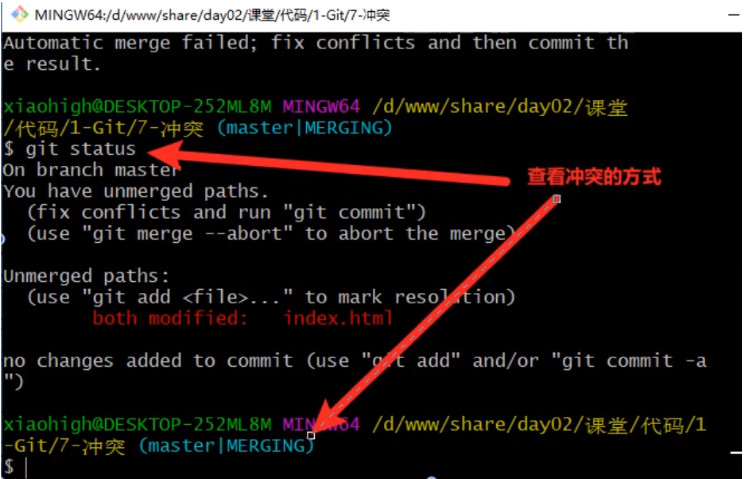 MINGW64:/d/www/share/day02/课堂/代码/1-Git/7-冲突
Automatic merge failed; fix conflicts and then commit th
e result.
xiaohigh@DESKTOP-252ML8M MINGW64 /d/www/share/day02/课堂
/代码/1-Git/7-冲突 (master|MERGING)
$ git status
On branch master
查看冲突的方式
You have unmerged paths.
  (fix conflicts and run "git commit")
  (use "git merge --abort" to abort the merge)
Unmerged paths:
  (use "git add <file>..." to mark resolution)
        both modified:   index.html
no changes added to commit (use "git add" and/or "git commit -a
")
xiaohigh@DESKTOP-252ML8M MINGW64 /d/www/share/day02/课堂/代码/1
-Git/7-冲突 (master|MERGING)
$